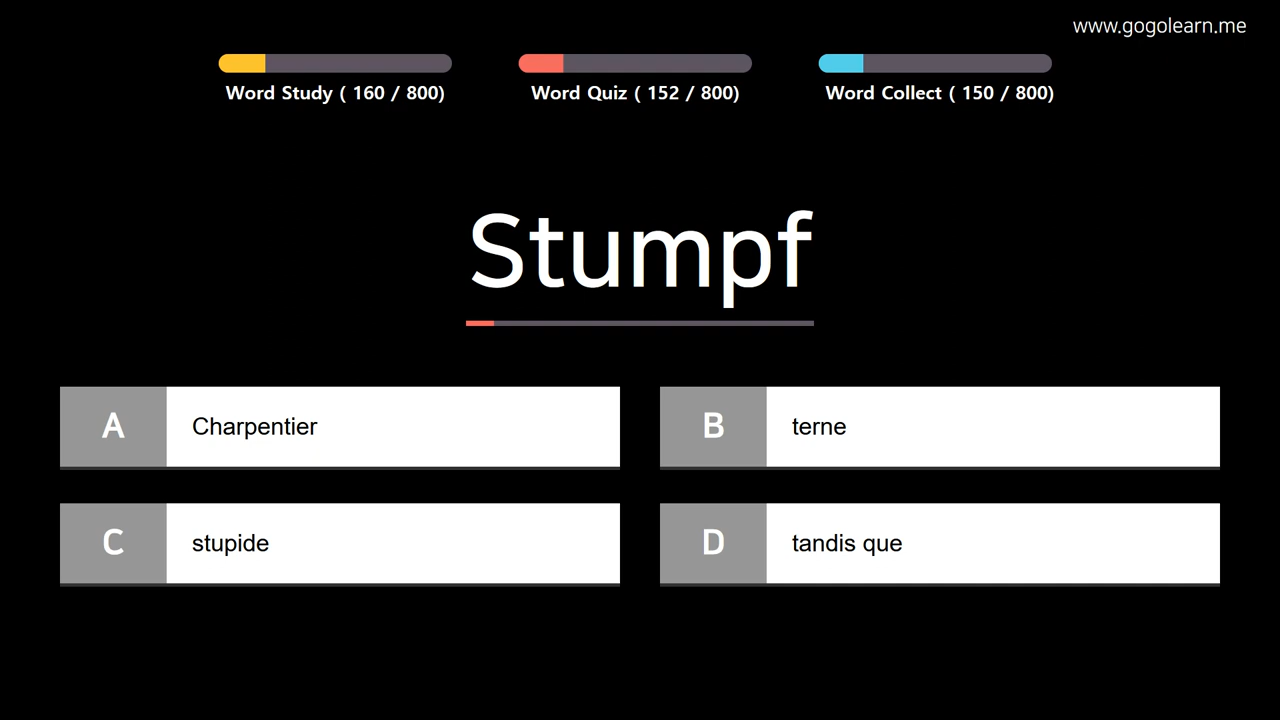 www.gogolearn.me
Word Study ( 160 / 800)
Word Quiz ( 152 / 800)
Word Collect ( 150 / 800)
Stumpf
A Charpentier
B terne
C stupide
D tandis que